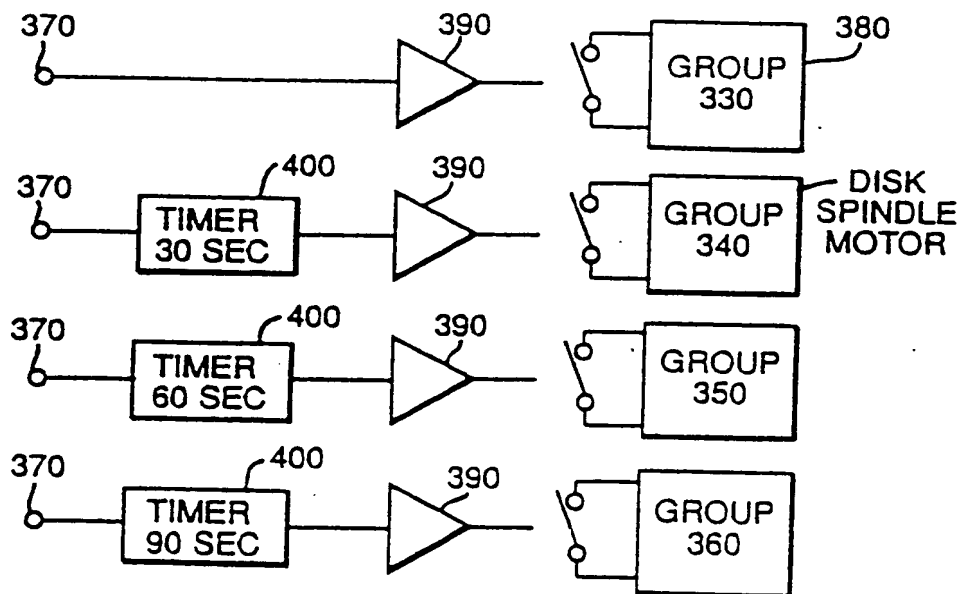 370
390
GROUP
330
380
370
400
TIMER
30 SEC
390
GROUP
340
DISK
SPINDLE
MOTOR
370
400
TIMER
60 SEC
390
GROUP
350
370
400
TIMER
90 SEC
390
GROUP
360